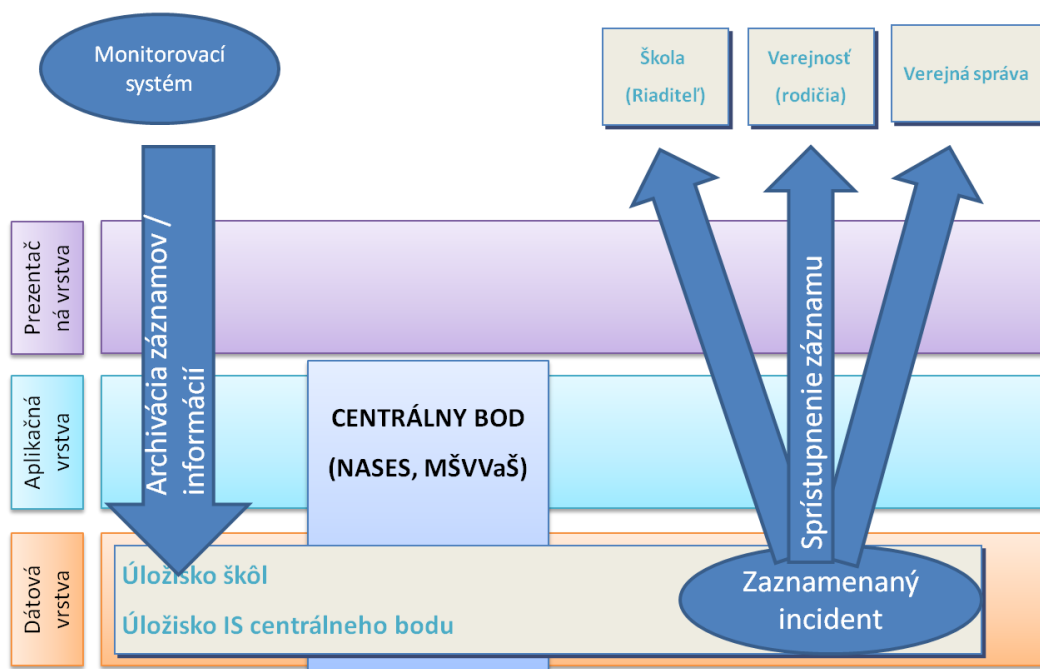 Monitorovací
systém
Škola
(Riaditeľ)
Verejnosť
(rodičia)
Verejná správa
Prezentač
ná vrstva
Archivácia záznamov /
informácií
Sprístupnenie záznamu
Aplikačná
vrstva
CENTRÁLNY BOD
(NASES, MŠVVaŠ)
Dátová
vrstva
Úložisko škôl
Úložisko IS centrálneho bodu
Zaznamenaný
incident